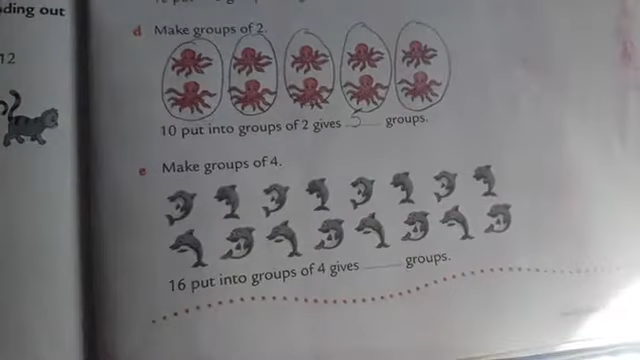 ding out
12
d Make groups of 2.
10 put into groups of 2 gives 5 groups.
e Make groups of 4.
16 put into groups of 4 gives ____ groups.